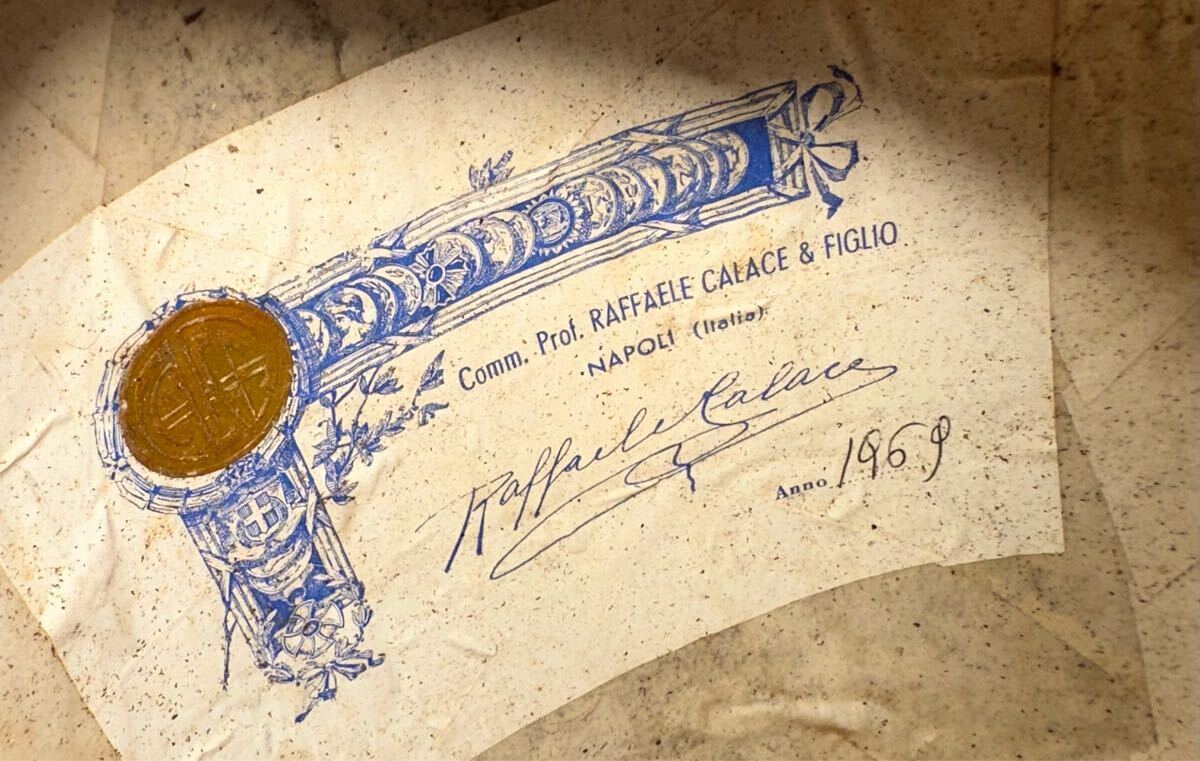 Comm. Prof. RAFFAELE CALACE & FIGLIO
NAPOLI (Italia)
Raffaele Calace
Anno 1969